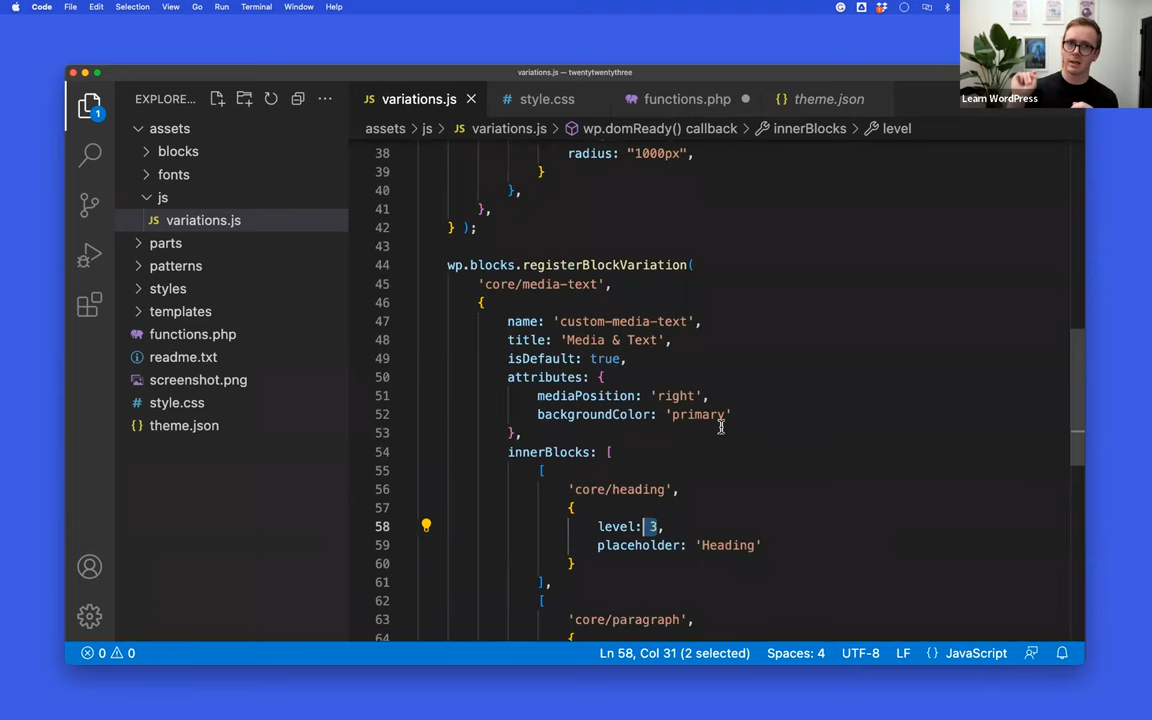 Code File Edit Selection View Go Run Terminal Window Help
Learn WordPress
variations.js — twentytwentythree
EXPLORE...
variations.js
style.css
functions.php
theme.json
assets > js > variations.js > wp.domReady() callback > innerBlocks > level
assets
blocks
fonts
js
variations.js
parts
patterns
styles
templates
functions.php
readme.txt
screenshot.png
style.css
theme.json
1
38 radius: "1000px",
39 }
40 },
41 },
42 } );
43
44 wp.blocks.registerBlockVariation(
45 'core/media-text',
46 {
47 name: 'custom-media-text',
48 title: 'Media & Text',
49 isDefault: true,
50 attributes: {
51 mediaPosition: 'right',
52 backgroundColor: 'primary'
53 },
54 innerBlocks: [
55 [
56 'core/heading',
57 {
58 level: 3,
59 placeholder: 'Heading'
60 }
61 ],
62 [
63 'core/paragraph',
64 {
0 0 Ln 58, Col 31 (2 selected) Spaces: 4 UTF-8 LF {} JavaScript